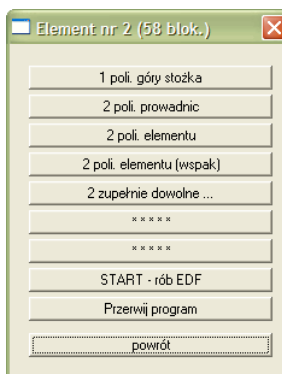 Element nr 2 (58 blok.)
1 poli. góry stożka
2 poli. prowadnic
2 poli. elementu
2 poli. elementu (wspak)
2 zupełnie dowolne ...
* * * * *
* * * * *
START - rób EDF
Przerwij program
powrót